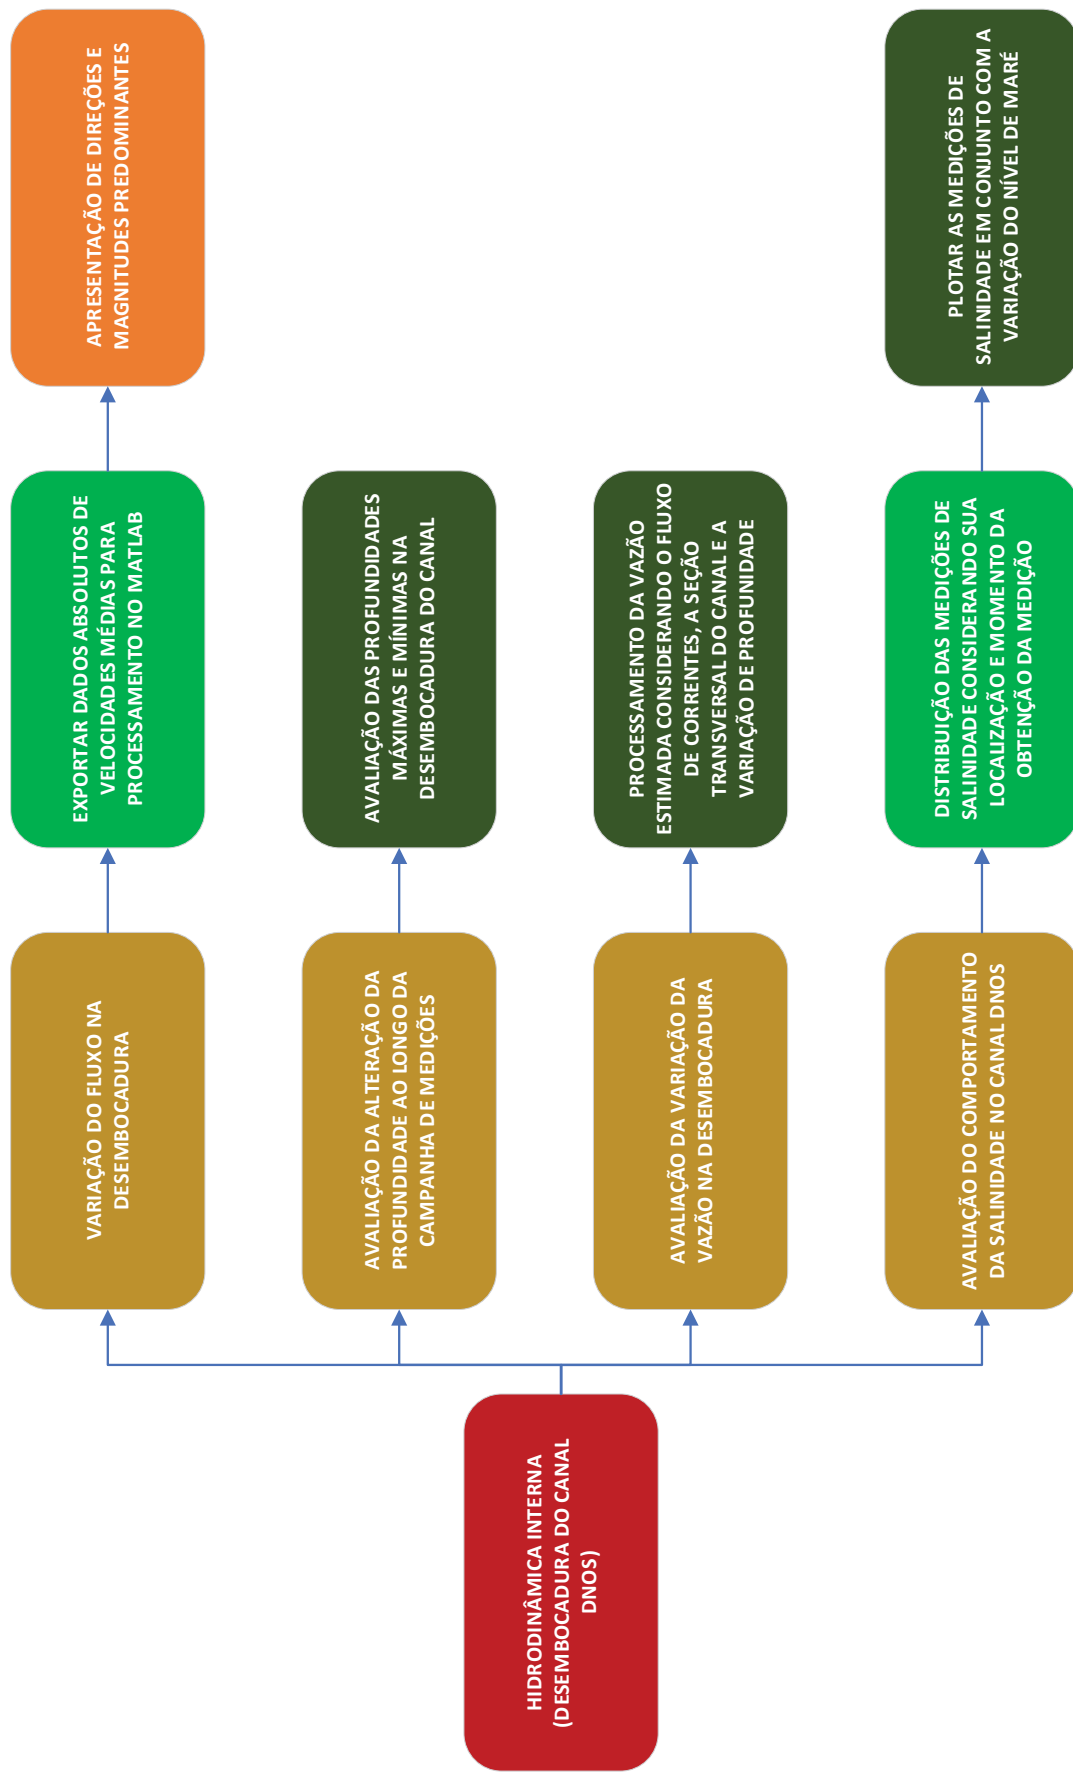 HIDRODINÂMICA INTERNA
(DESEMBOCADURA DO CANAL
DNOS)
VARIAÇÃO DO FLUXO NA
DESEMBOCADURA
EXPORTAR DADOS ABSOLUTOS DE
VELOCIDADES MÉDIAS PARA
PROCESSAMENTO NO MATLAB
APRESENTAÇÃO DE DIREÇÕES E
MAGNITUDES PREDOMINANTES
AVALIAÇÃO DA ALTERAÇÃO DA
PROFUNDIDADE AO LONGO DA
CAMPANHA DE MEDIÇÕES
AVALIAÇÃO DAS PROFUNDIDADES
MÁXIMAS E MÍNIMAS NA
DESEMBOCADURA DO CANAL
AVALIAÇÃO DA VARIAÇÃO DA
VAZÃO NA DESEMBOCADURA
PROCESSAMENTO DA VAZÃO
ESTIMADA CONSIDERANDO O FLUXO
DE CORRENTES, A SEÇÃO
TRANSVERSAL DO CANAL E A
VARIAÇÃO DE PROFUNIDADE
AVALIAÇÃO DO COMPORTAMENTO
DA SALINIDADE NO CANAL DNOS
DISTRIBUIÇÃO DAS MEDIÇÕES DE
SALINIDADE CONSIDERANDO SUA
LOCALIZAÇÃO E MOMENTO DA
OBTENÇÃO DA MEDIÇÃO
PLOTAR AS MEDIÇÕES DE
SALINIDADE EM CONJUNTO COM A
VARIAÇÃO DO NÍVEL DE MARÉ